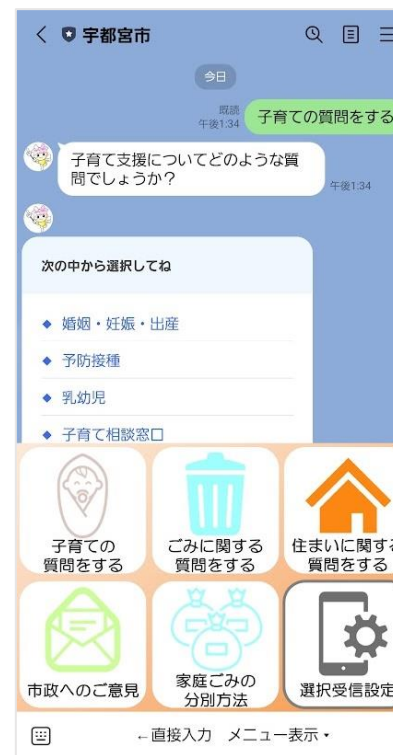 宇都宮市
今日
既読
午後1:34
子育ての質問をする
子育て支援についてどのような質
問でしょうか？
午後1:34
次の中から選択してね
婚姻・妊娠・出産
予防接種
乳幼児
子育て相談窓口
子育ての
質問をする
ごみに関する
質問をする
住まいに関する
質問をする
市政へのご意見
家庭ごみの
分別方法
選択受信設定
←直接入力 メニュー表示▾